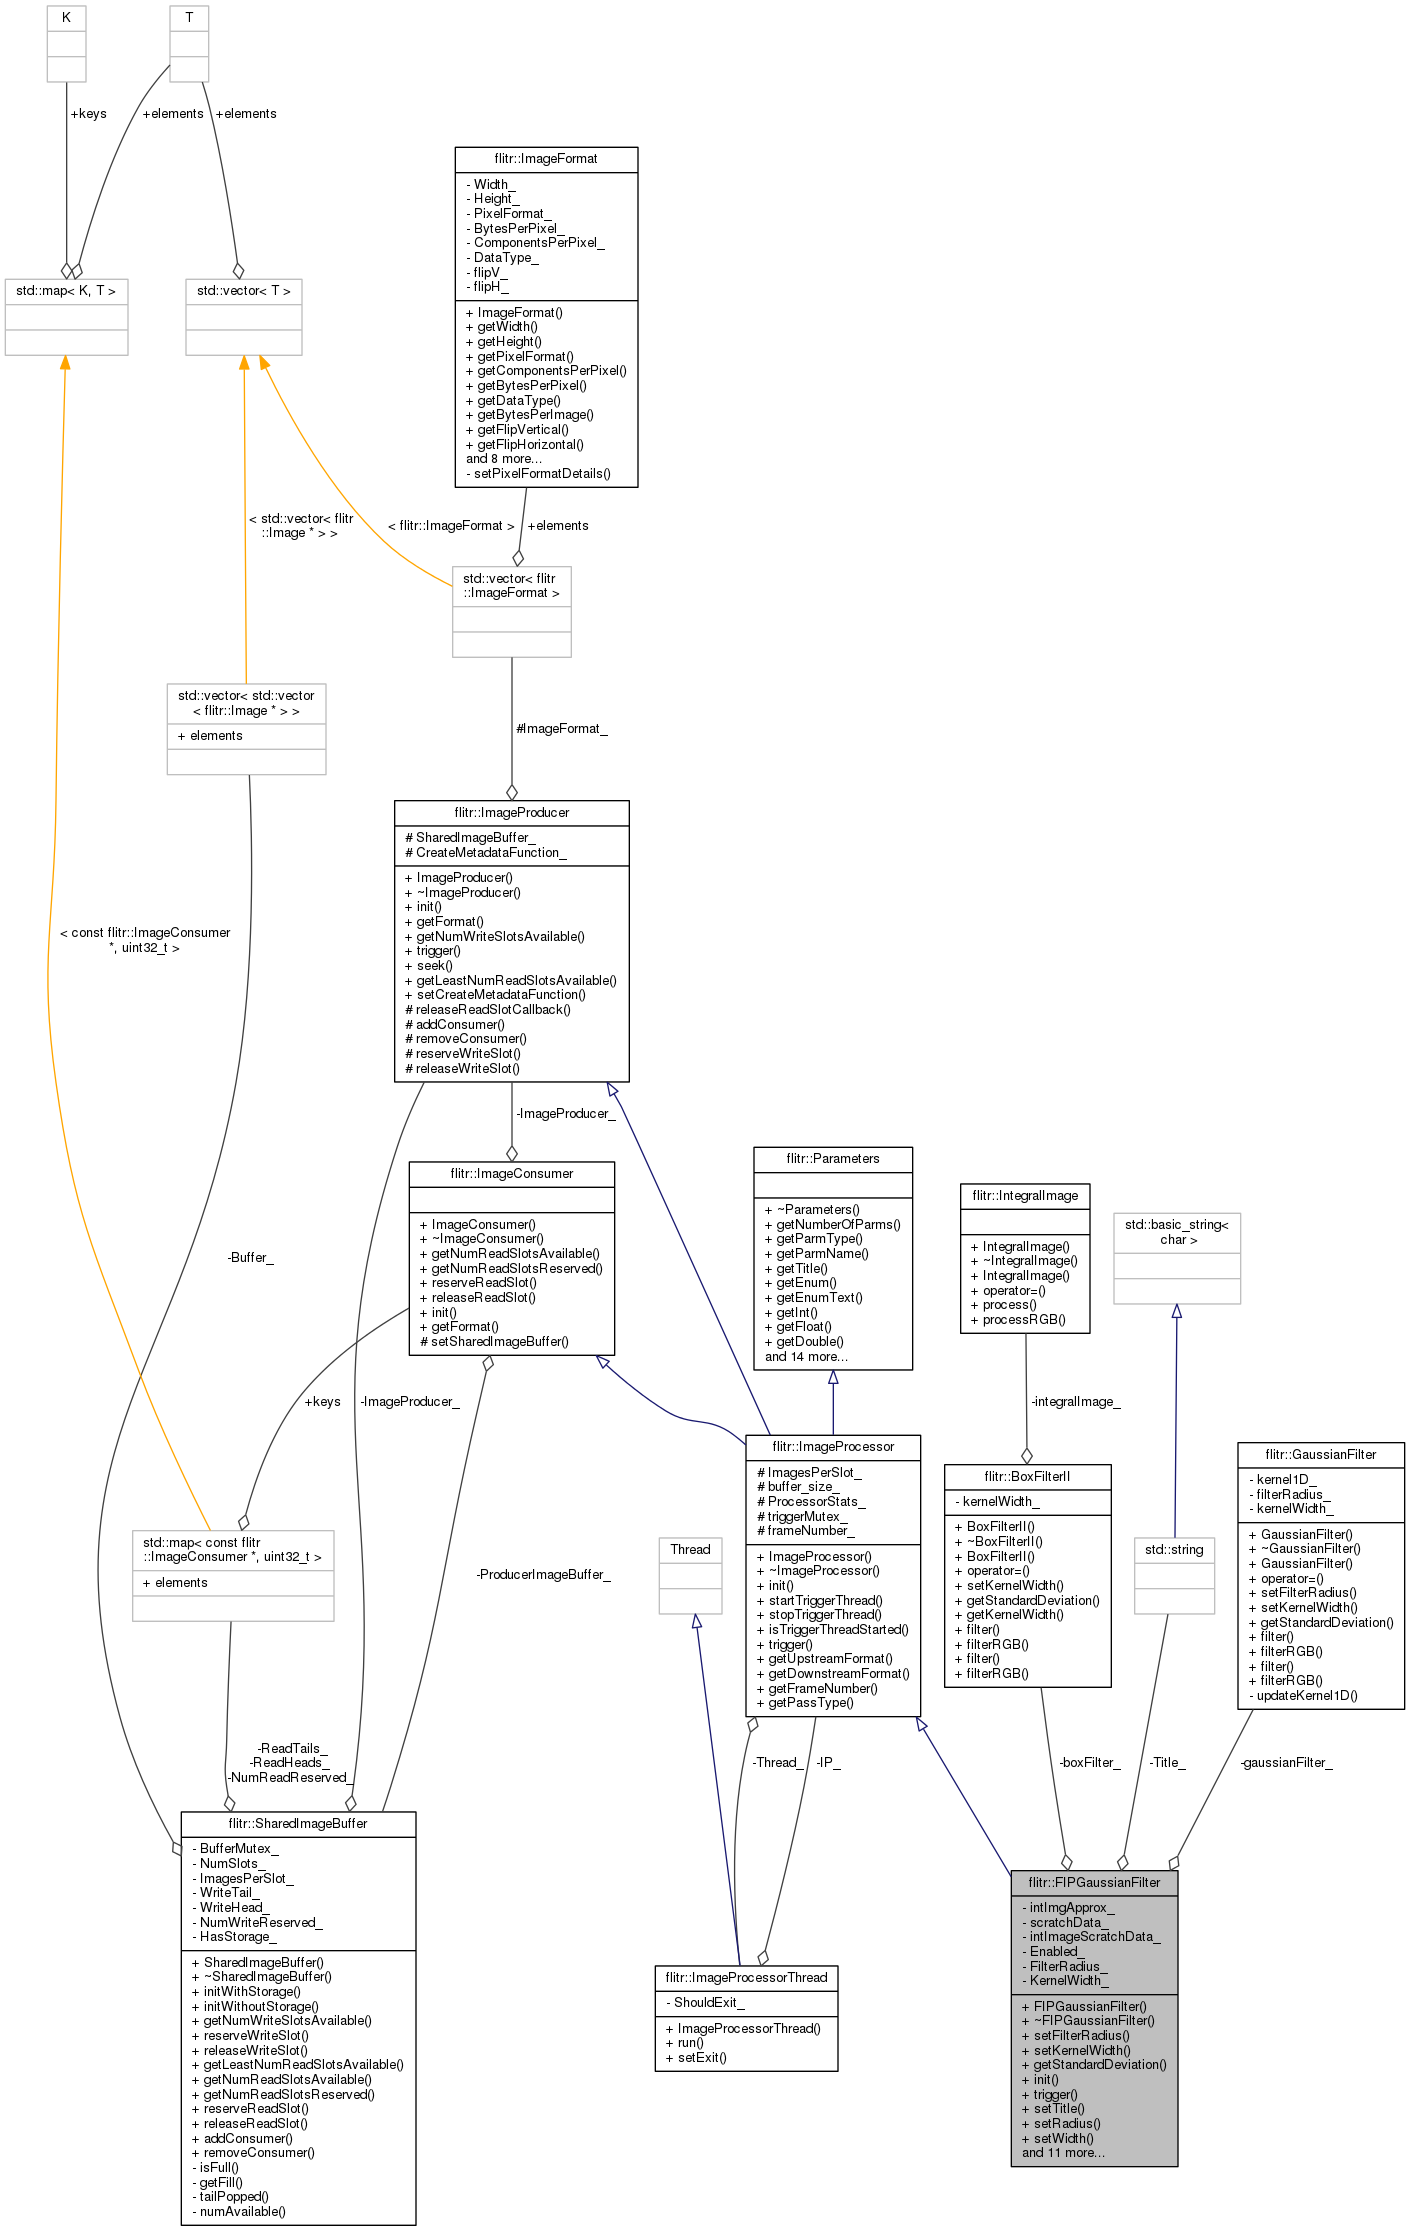 K
T
+keys
+elements
+elements
flitr::ImageFormat
- Width_
- Height_
- PixelFormat_
- BytesPerPixel_
- ComponentsPerPixel_
- DataType_
- flipV_
- flipH_
+ ImageFormat()
+ getWidth()
+ getHeight()
+ getPixelFormat()
+ getComponentsPerPixel()
+ getBytesPerPixel()
+ getDataType()
+ getBytesPerImage()
+ getFlipVertical()
+ getFlipHorizontal()
and 8 more...
- setPixelFormatDetails()
std::map< K, T >
std::vector< T >
< std::vector< flitr
::Image * > >
< flitr::ImageFormat >
+elements
std::vector< flitr
::ImageFormat >
std::vector< std::vector
< flitr::Image * > >
+ elements
#ImageFormat_
flitr::ImageProducer
# SharedImageBuffer_
# CreateMetadataFunction_
+ ImageProducer()
+ ~ImageProducer()
+ init()
+ getFormat()
+ getNumWriteSlotsAvailable()
+ trigger()
+ seek()
+ getLeastNumReadSlotsAvailable()
+ setCreateMetadataFunction()
# releaseReadSlotCallback()
# addConsumer()
# removeConsumer()
# reserveWriteSlot()
# releaseWriteSlot()
< const flitr::ImageConsumer
*, uint32_t >
-ImageProducer_
flitr::ImageConsumer
+ ImageConsumer()
+ ~ImageConsumer()
+ getNumReadSlotsAvailable()
+ getNumReadSlotsReserved()
+ reserveReadSlot()
+ releaseReadSlot()
+ init()
+ getFormat()
# setSharedImageBuffer()
flitr::Parameters
+ ~Parameters()
+ getNumberOfParms()
+ getParmType()
+ getParmName()
+ getTitle()
+ getEnum()
+ getEnumText()
+ getInt()
+ getFloat()
+ getDouble()
and 14 more...
flitr::IntegralImage
+ IntegralImage()
+ ~IntegralImage()
+ IntegralImage()
+ operator=()
+ process()
+ processRGB()
std::basic_string<
char >
-Buffer_
+keys
-ImageProducer_
-integralImage_
flitr::ImageProcessor
# ImagesPerSlot_
# buffer_size_
# ProcessorStats_
# triggerMutex_
# frameNumber_
+ ImageProcessor()
+ ~ImageProcessor()
+ init()
+ startTriggerThread()
+ stopTriggerThread()
+ isTriggerThreadStarted()
+ trigger()
+ getUpstreamFormat()
+ getDownstreamFormat()
+ getFrameNumber()
+ getPassType()
flitr::BoxFilterII
- kernelWidth_
+ BoxFilterII()
+ ~BoxFilterII()
+ BoxFilterII()
+ operator=()
+ setKernelWidth()
+ getStandardDeviation()
+ getKernelWidth()
+ filter()
+ filterRGB()
+ filter()
+ filterRGB()
flitr::GaussianFilter
- kernel1D_
- filterRadius_
- kernelWidth_
+ GaussianFilter()
+ ~GaussianFilter()
+ GaussianFilter()
+ operator=()
+ setFilterRadius()
+ setKernelWidth()
+ getStandardDeviation()
+ filter()
+ filterRGB()
+ filter()
+ filterRGB()
- updateKernel1D()
std::map< const flitr
::ImageConsumer *, uint32_t >
+ elements
Thread
std::string
-ProducerImageBuffer_
-ReadTails_
-ReadHeads_
-NumReadReserved_
-Thread_
-IP_
-boxFilter_
-Title_
-gaussianFilter_
flitr::SharedImageBuffer
- BufferMutex_
- NumSlots_
- ImagesPerSlot_
- WriteTail_
- WriteHead_
- NumWriteReserved_
- HasStorage_
+ SharedImageBuffer()
+ ~SharedImageBuffer()
+ initWithStorage()
+ initWithoutStorage()
+ getNumWriteSlotsAvailable()
+ reserveWriteSlot()
+ releaseWriteSlot()
+ getLeastNumReadSlotsAvailable()
+ getNumReadSlotsAvailable()
+ getNumReadSlotsReserved()
+ reserveReadSlot()
+ releaseReadSlot()
+ addConsumer()
+ removeConsumer()
- isFull()
- getFill()
- tailPopped()
- numAvailable()
flitr::ImageProcessorThread
- ShouldExit_
+ ImageProcessorThread()
+ run()
+ setExit()
flitr::FIPGaussianFilter
- intImgApprox_
- scratchData_
- intImageScratchData_
- Enabled_
- FilterRadius_
- KernelWidth_
+ FIPGaussianFilter()
+ ~FIPGaussianFilter()
+ setFilterRadius()
+ setKernelWidth()
+ getStandardDeviation()
+ init()
+ trigger()
+ setTitle()
+ setRadius()
+ setWidth()
and 11 more...